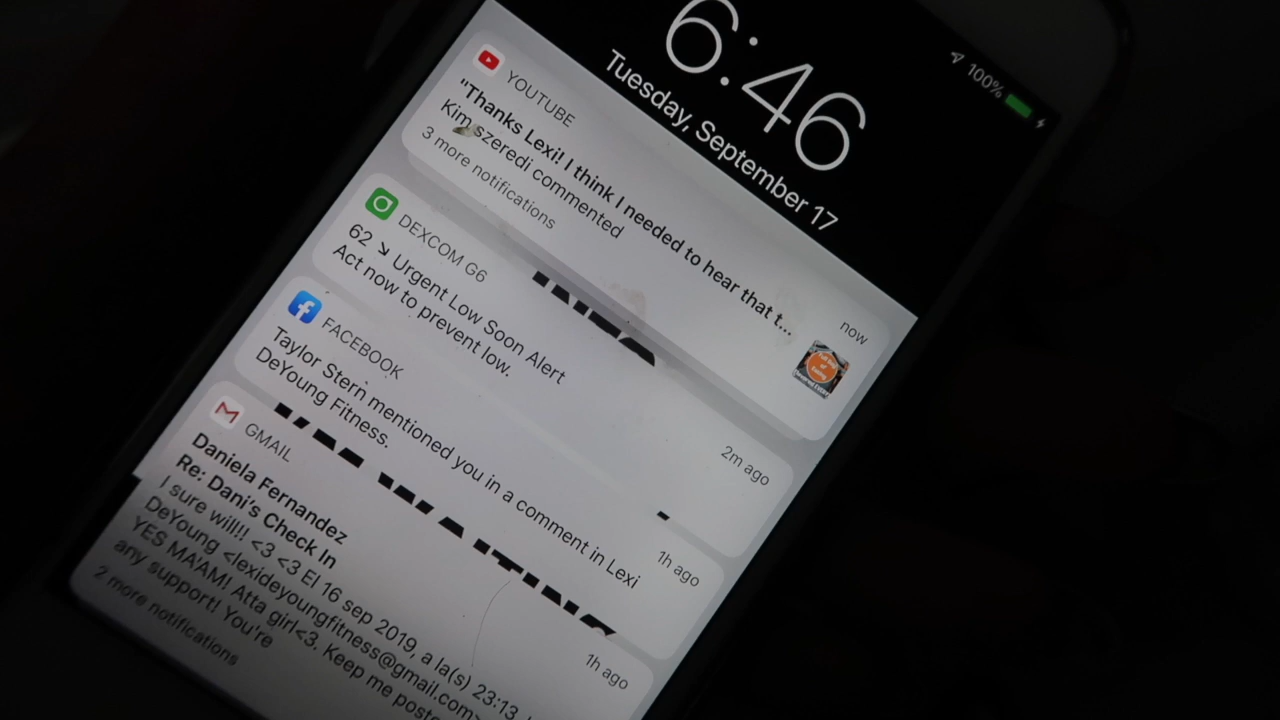 100%
6:46
Tuesday, September 17
YOUTUBE
now
"Thanks Lexi! I think I needed to hear that t...
Kim szeredi commented
3 more notifications
DEXCOM G6
2m ago
62 ↘ Urgent Low Soon Alert
Act now to prevent low.
FACEBOOK
1h ago
Taylor Stern mentioned you in a comment in Lexi
DeYoung Fitness.
GMAIL
1h ago
Daniela Fernandez
Re: Dani's Check In
I sure will!! <3 <3 El 16 sep 2019, a la(s) 23:13,
DeYoung <lexideyoungfitness@gmail.com>
YES MA'AM! Atta girl<3. Keep me poste
any support! You're
2 more notifications